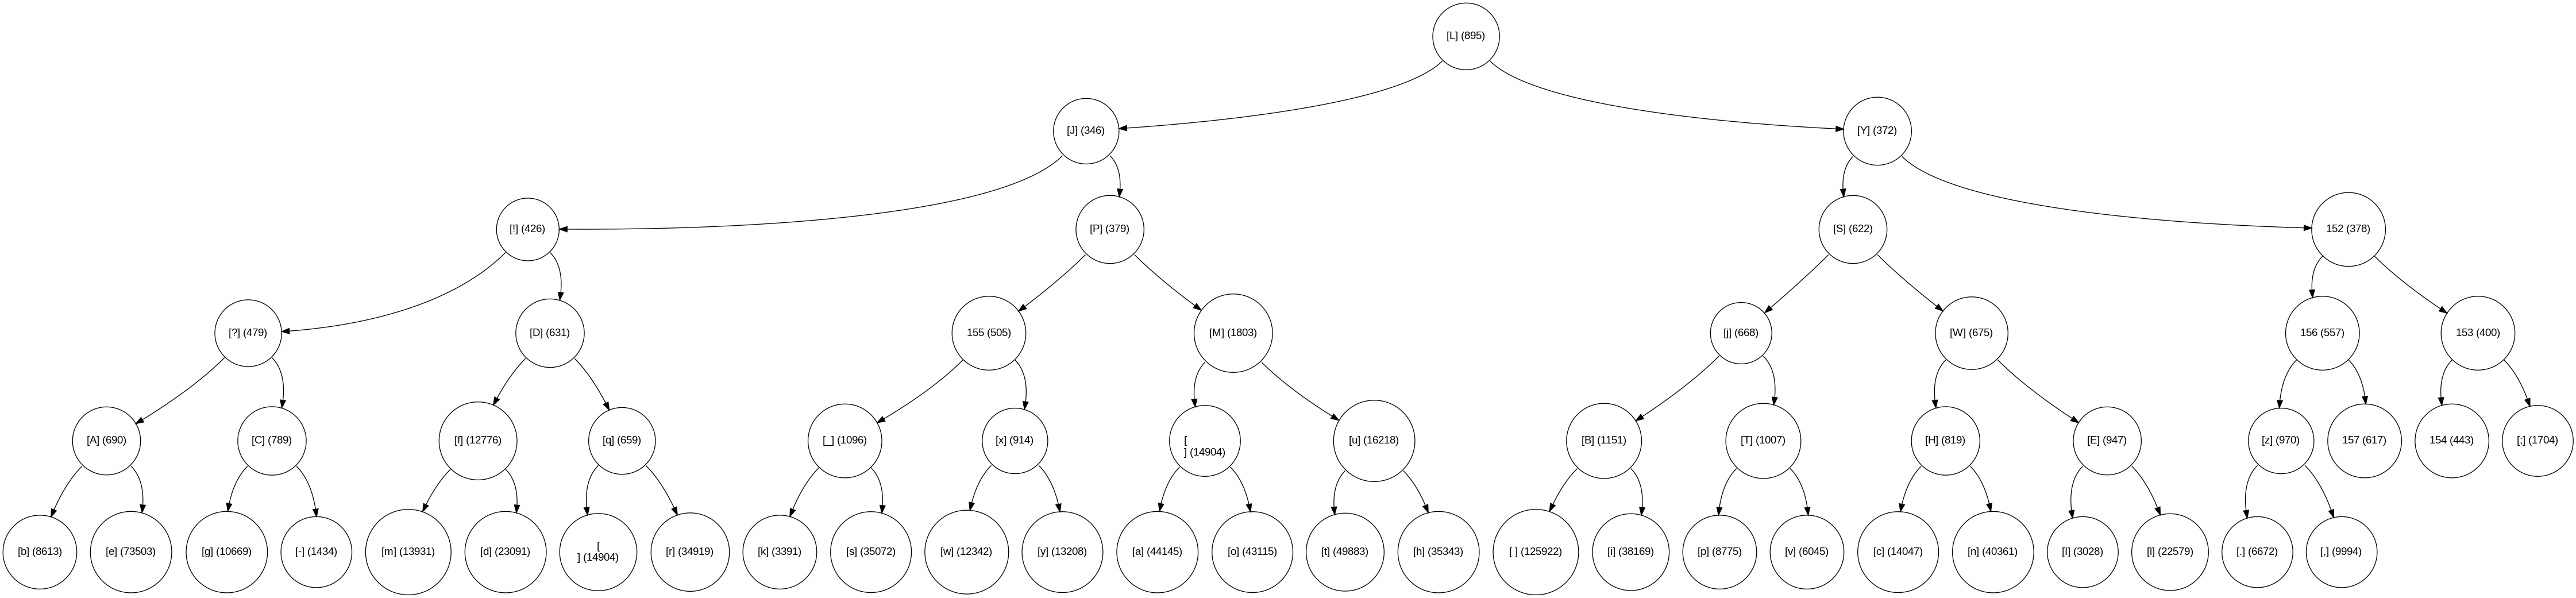 [L] (895)
[J] (346)
[Y] (372)
[!] (426)
[P] (379)
[S] (622)
152 (378)
[?] (479)
[D] (631)
155 (505)
[M] (1803)
[j] (668)
[W] (675)
156 (557)
153 (400)
[A] (690)
[C] (789)
[f] (12776)
[q] (659)
[_] (1096)
[x] (914)
[
] (14904)
[u] (16218)
[B] (1151)
[T] (1007)
[H] (819)
[E] (947)
[z] (970)
157 (617)
154 (443)
[;] (1704)
[b] (8613)
[e] (73503)
[g] (10669)
[-] (1434)
[m] (13931)
[d] (23091)
[
] (14904)
[r] (34919)
[k] (3391)
[s] (35072)
[w] (12342)
[y] (13208)
[a] (44145)
[o] (43115)
[t] (49883)
[h] (35343)
[ ] (125922)
[i] (38169)
[p] (8775)
[v] (6045)
[c] (14047)
[n] (40361)
[I] (3028)
[l] (22579)
[.] (6672)
[,] (9994)